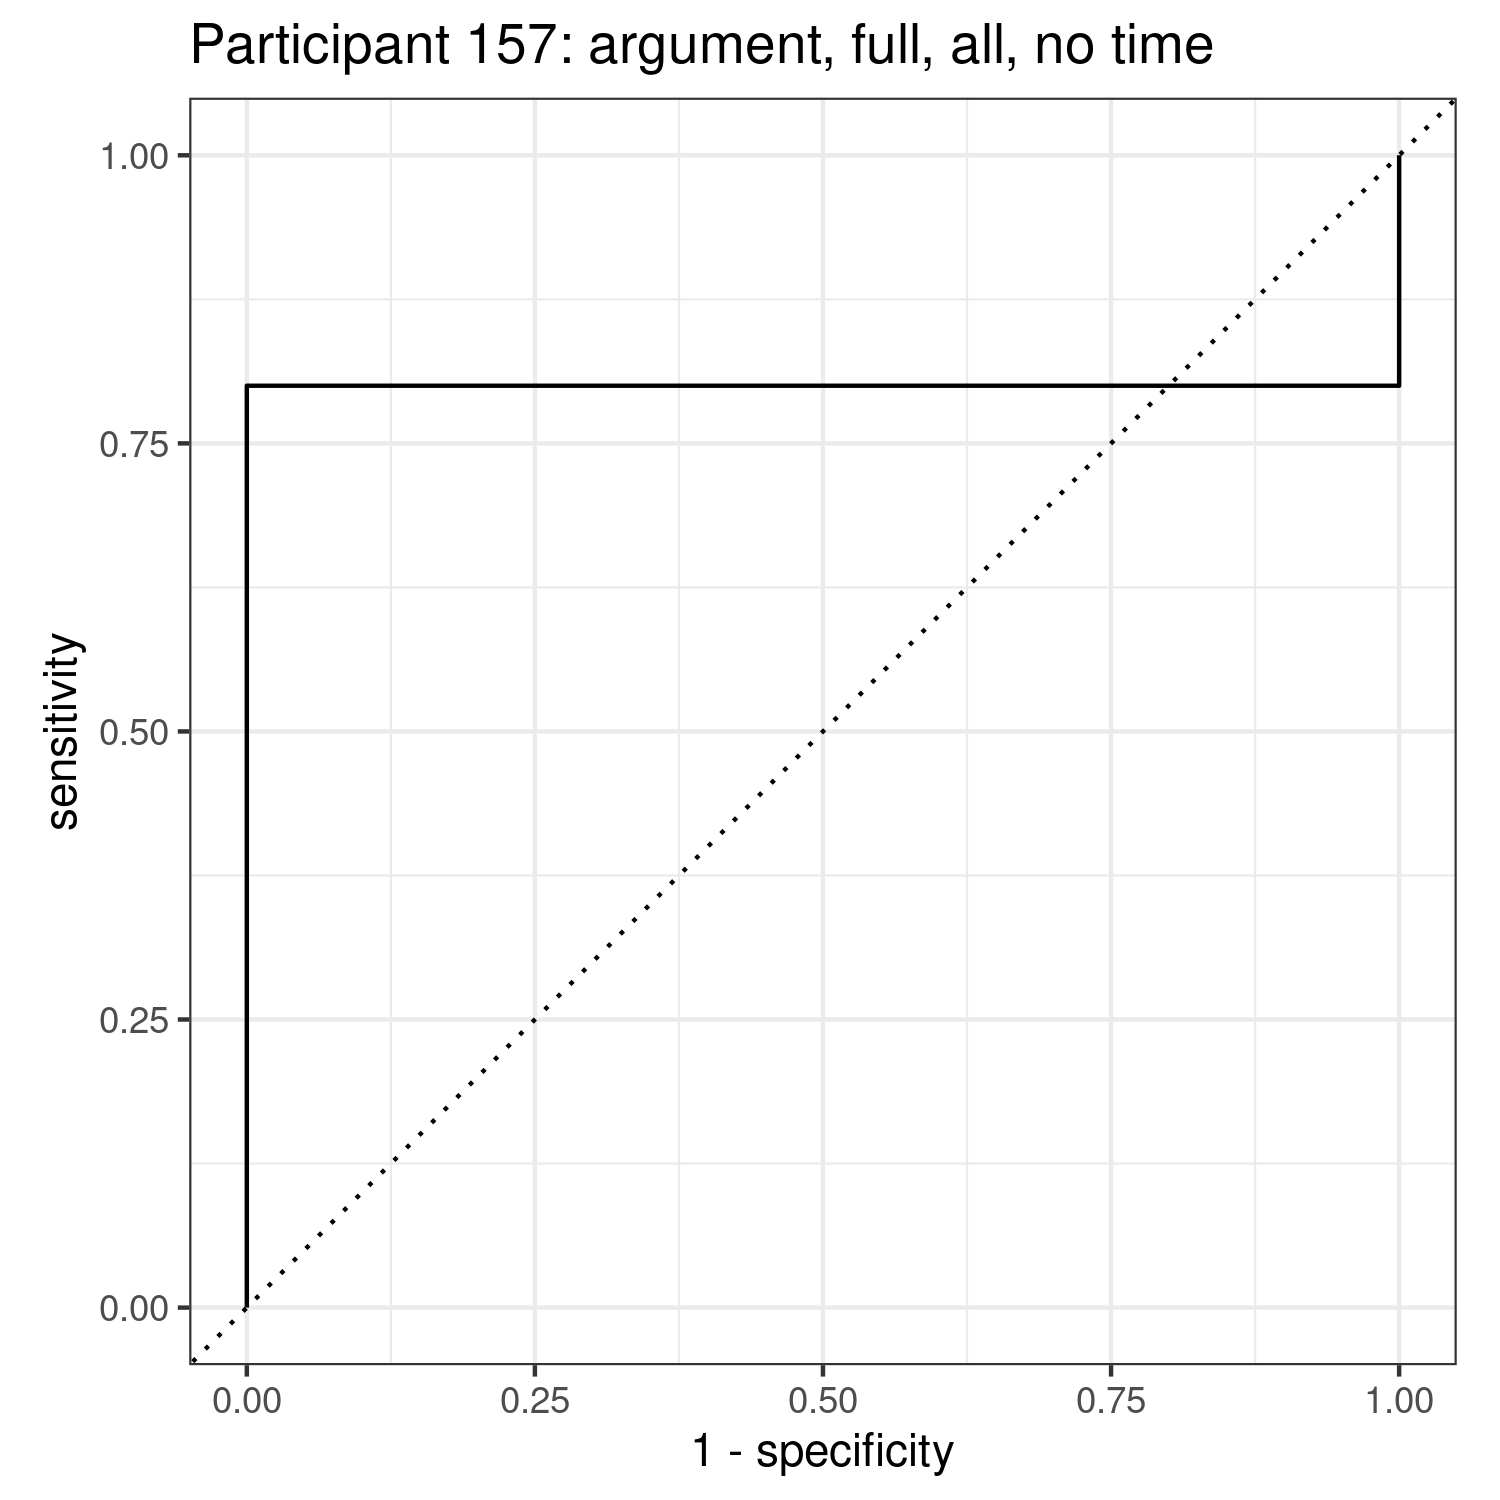 Participant 157: argument, full, all, no time
1.00
0.75
0.50
0.25
0.00
sensitivity
0.00 0.25 0.50 0.75 1.00
1 - specificity